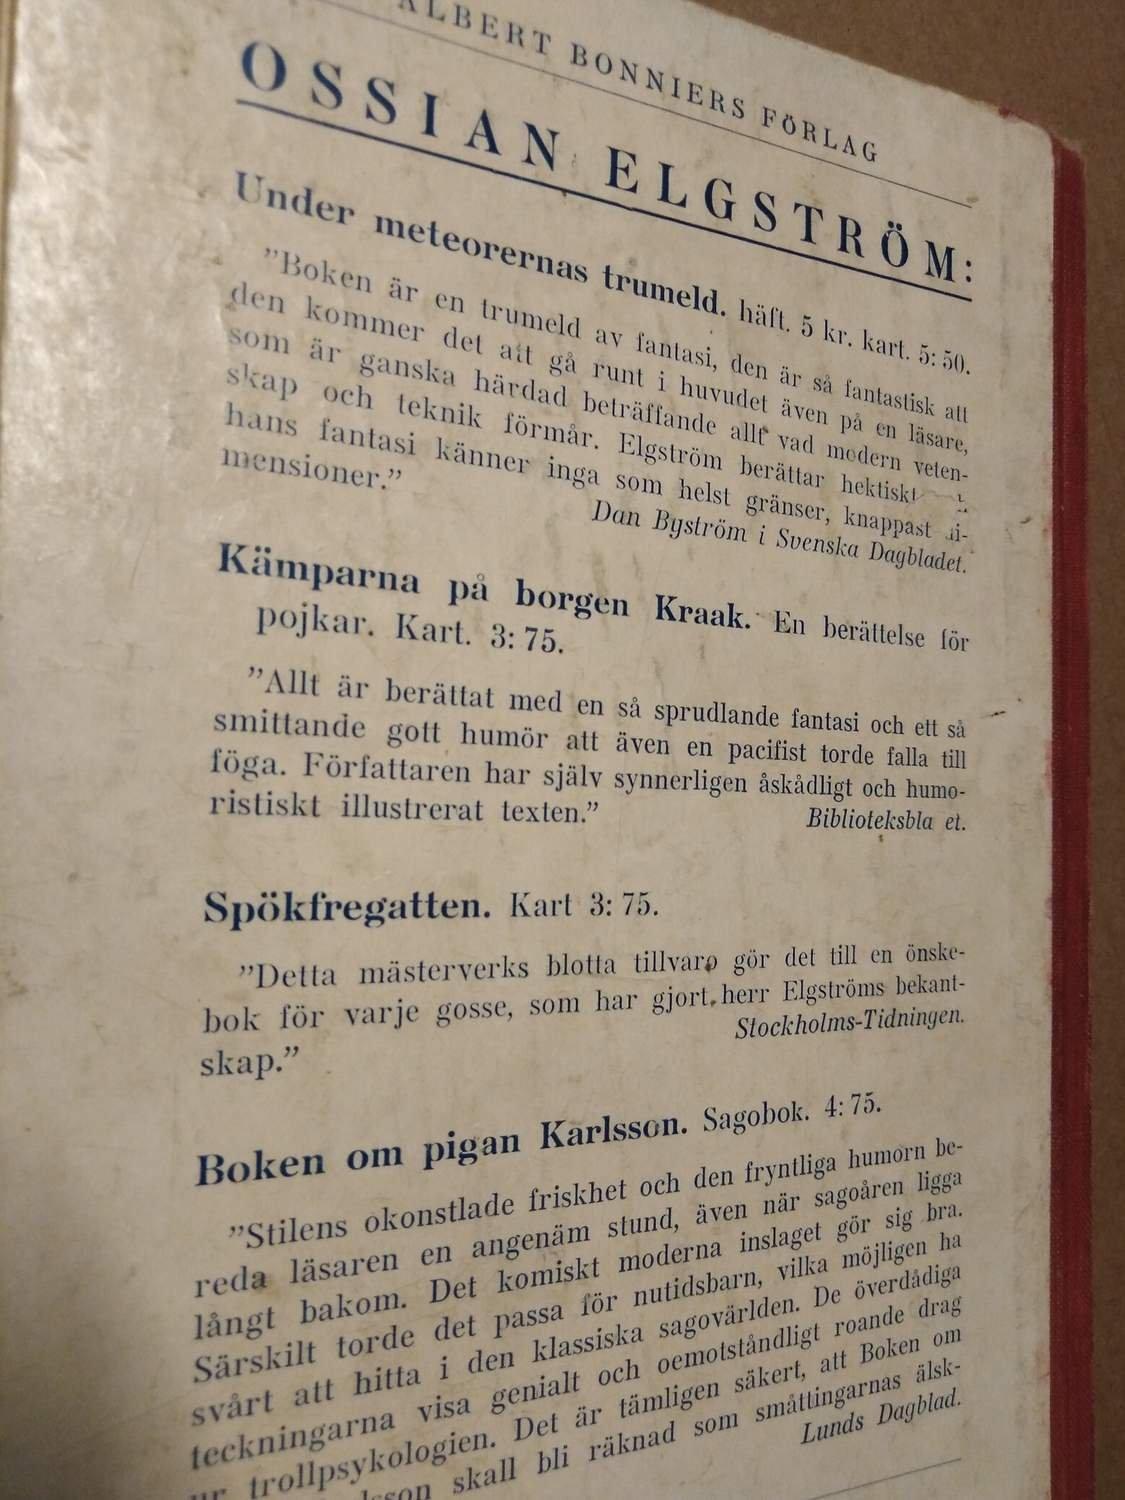 ALBERT BONNIERS FÖRLAG
OSSIAN ELGSTRÖM:
Under meteorernas trumeld. häft. 5 kr. kart. 5:50.
”Boken är en trumeld av fantasi, den är så fantastisk att
den kommer det att gå runt i huvudet även på en läsare,
som är ganska härdad beträffande allt vad modern veten-
skap och teknik förmår. Elgström berättar hektiskt
hans fantasi känner inga som helst gränser, knappast di-
mensioner.”
Dan Byström i Svenska Dagbladet.
Kämparna på borgen Kraak. En berättelse för
pojkar. Kart. 3:75.
”Allt är berättat med en så sprudlande fantasi och ett så
smittande gott humör att även en pacifist torde falla till
föga. Författaren har själv synnerligen åskådligt och humo-
ristiskt illustrerat texten.”
Biblioteksbla et.
Spökfregatten. Kart 3:75.
”Detta mästerverks blotta tillvaro gör det till en önske-
bok för varje gosse, som har gjort herr Elgströms bekant-
skap.”
Stockholms-Tidningen.
Boken om pigan Karlsson. Sagobok. 4:75.
”Stilens okonstlade friskhet och den fryntliga humorn be-
reda läsaren en angenäm stund, även när sagoåren ligga
långt bakom. Det komiskt moderna inslaget gör sig bra.
Särskilt torde det passa för nutidsbarn, vilka möjligen ha
svårt att hitta i den klassiska sagovärlden. De överdådiga
teckningarna visa genialt och oemotståndligt roande drag
ur trollpsykologien. Det är tämligen säkert, att Boken om
skall bli räknad som småttingarnas älsk-
Lunds Dagblad.